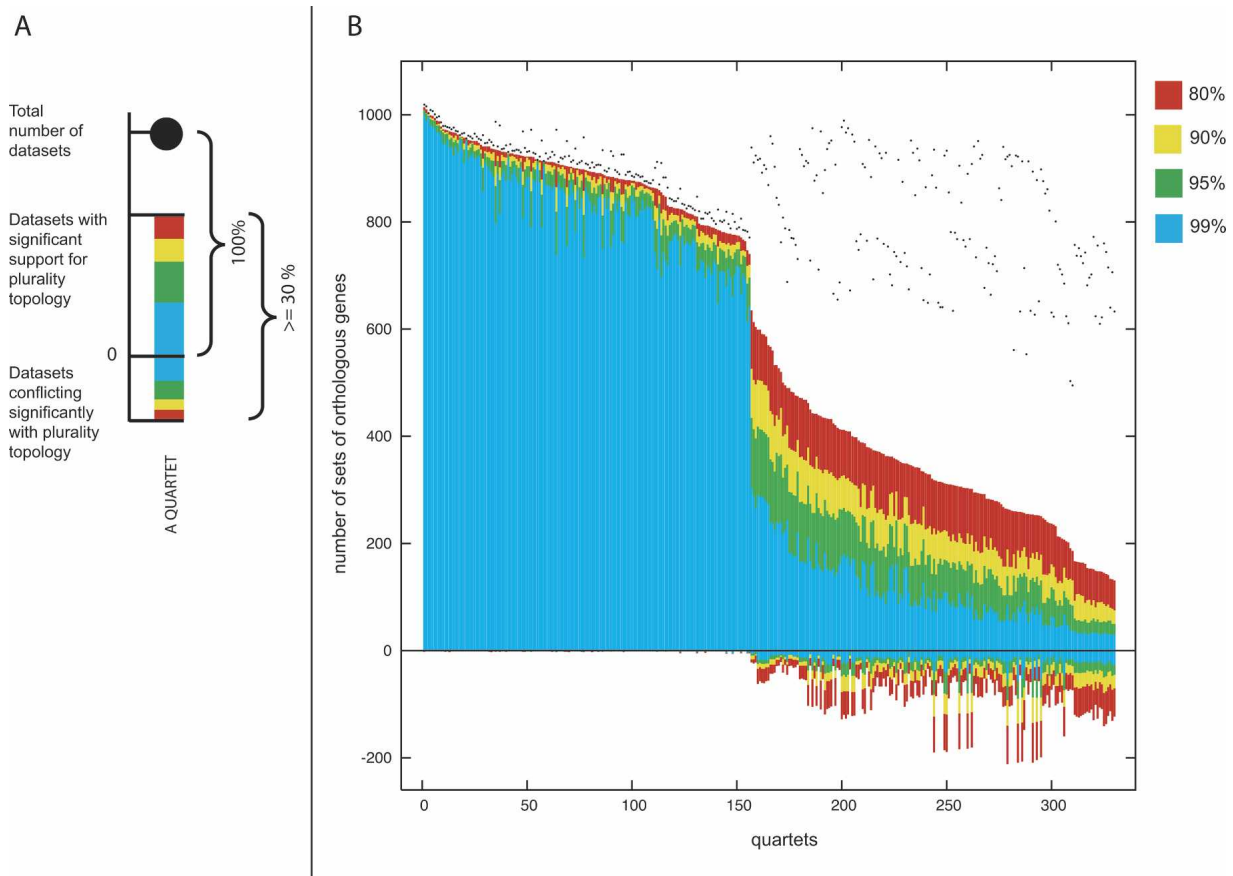 A
Total
number of
datasets
Datasets with
significant
support for
plurality
topology
0
Datasets
conflicting
significantly
with plurality
topology
100%
>= 30 %
A QUARTET
B
number of sets of orthologous genes
1000
800
600
400
200
0
-200
0
50
100
150
200
250
300
quartets
80%
90%
95%
99%